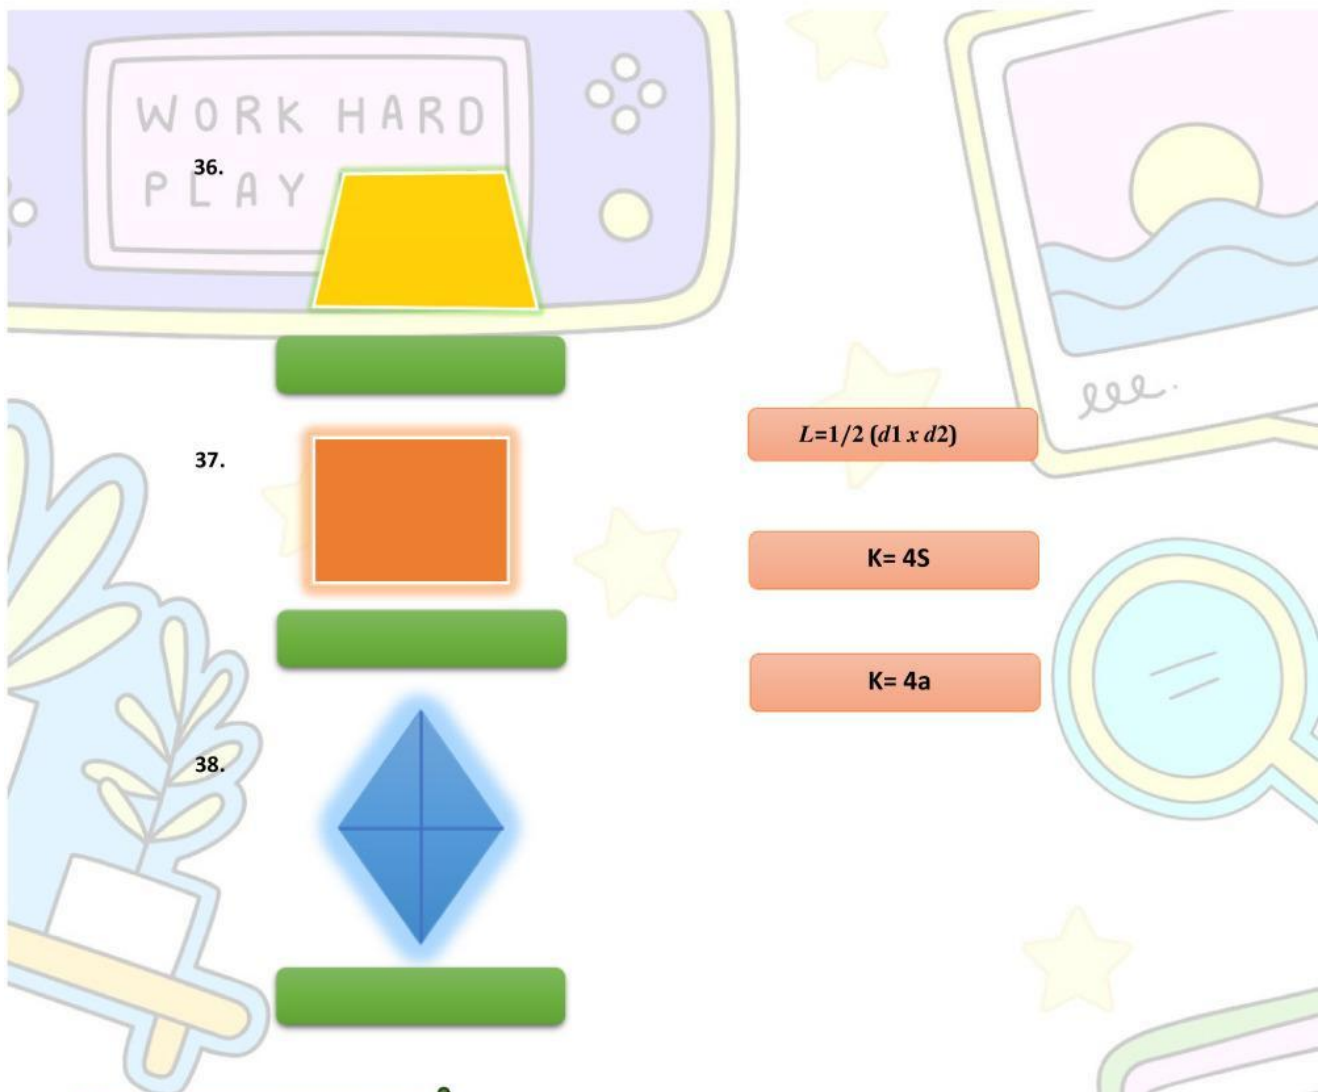 WORK HARD
36.
PLAY
37.
L=1/2 (d1 x d2)
K= 4S
K= 4a
38.